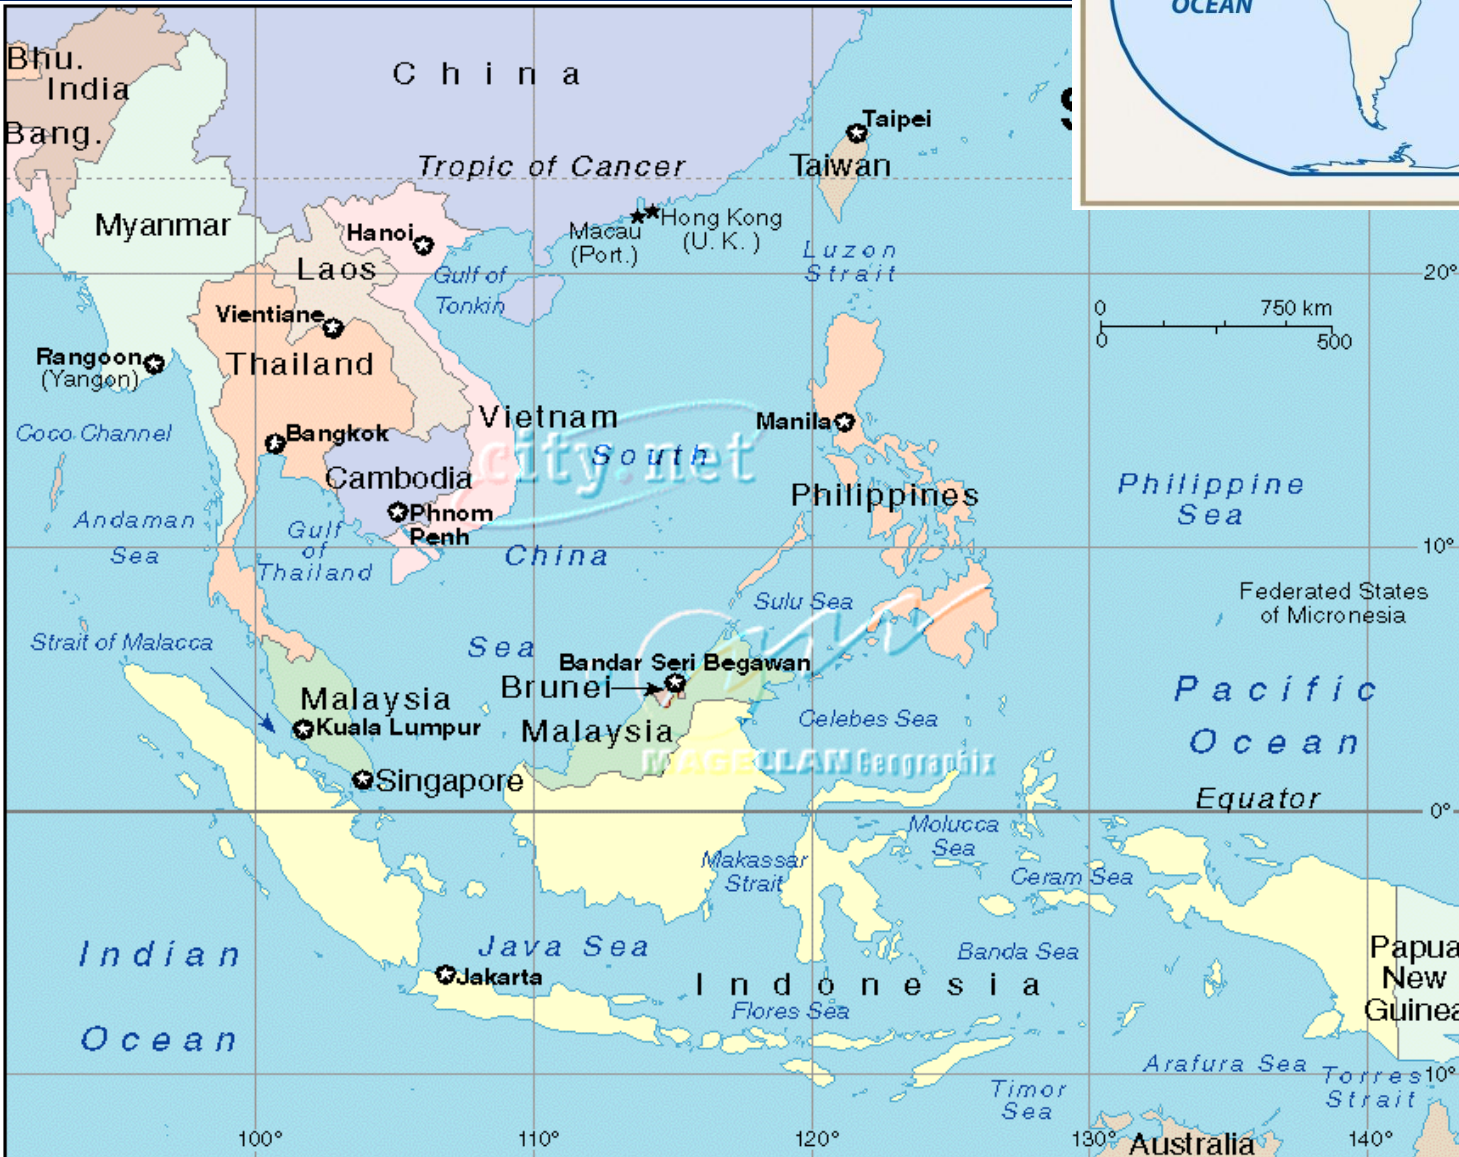 OCEAN
Bhu.
India
Bang.
China
Taipei
Taiwan
Tropic of Cancer
Myanmar
Hanoi
Macau
(Port.)
Hong Kong
(U. K. )
Laos
Gulf of
Tonkin
Luzon
Strait
20°
Vientiane
0
750 km
0
500
Rangoon
(Yangon)
Thailand
Coco Channel
Bangkok
Vietnam
Manila
South
city.net
Cambodia
Philippines
Philippine
Sea
Andaman
Sea
Phnom
Penh
Gulf
of
Thailand
China
10°
Federated States
of Micronesia
Sulu Sea
Strait of Malacca
Sea
Bandar Seri Begawan
Brunei
Malaysia
Kuala Lumpur
Malaysia
Celebes Sea
Pacific
Ocean
MAGELLAN Geographix
Singapore
Equator
0°
Molucca
Sea
Makassar
Strait
Ceram Sea
Indian
Ocean
Java Sea
Banda Sea
Jakarta
Indonesia
Flores Sea
Papua
New
Guinea
Arafura Sea
Torres
Strait
10°
Timor
Sea
100°
110°
120°
130°
Australia
140°